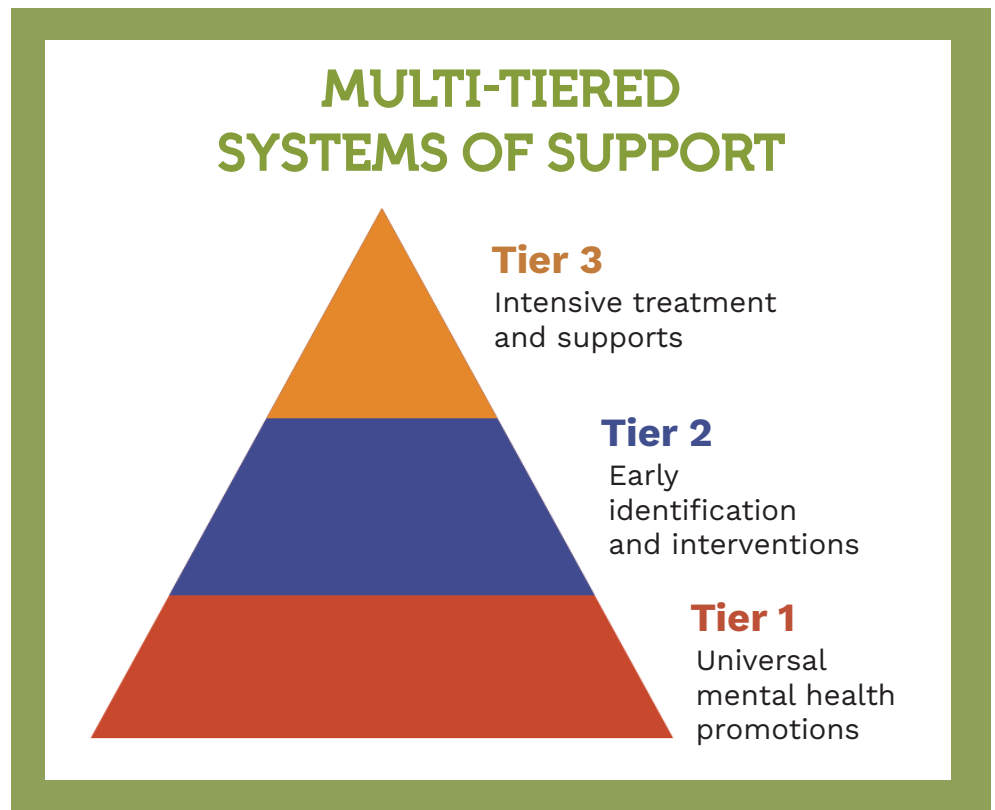 MULTI-TIERED
SYSTEMS OF SUPPORT
Tier 3
Intensive treatment
and supports
Tier 2
Early
identification
and interventions
Tier 1
Universal
mental health
promotions